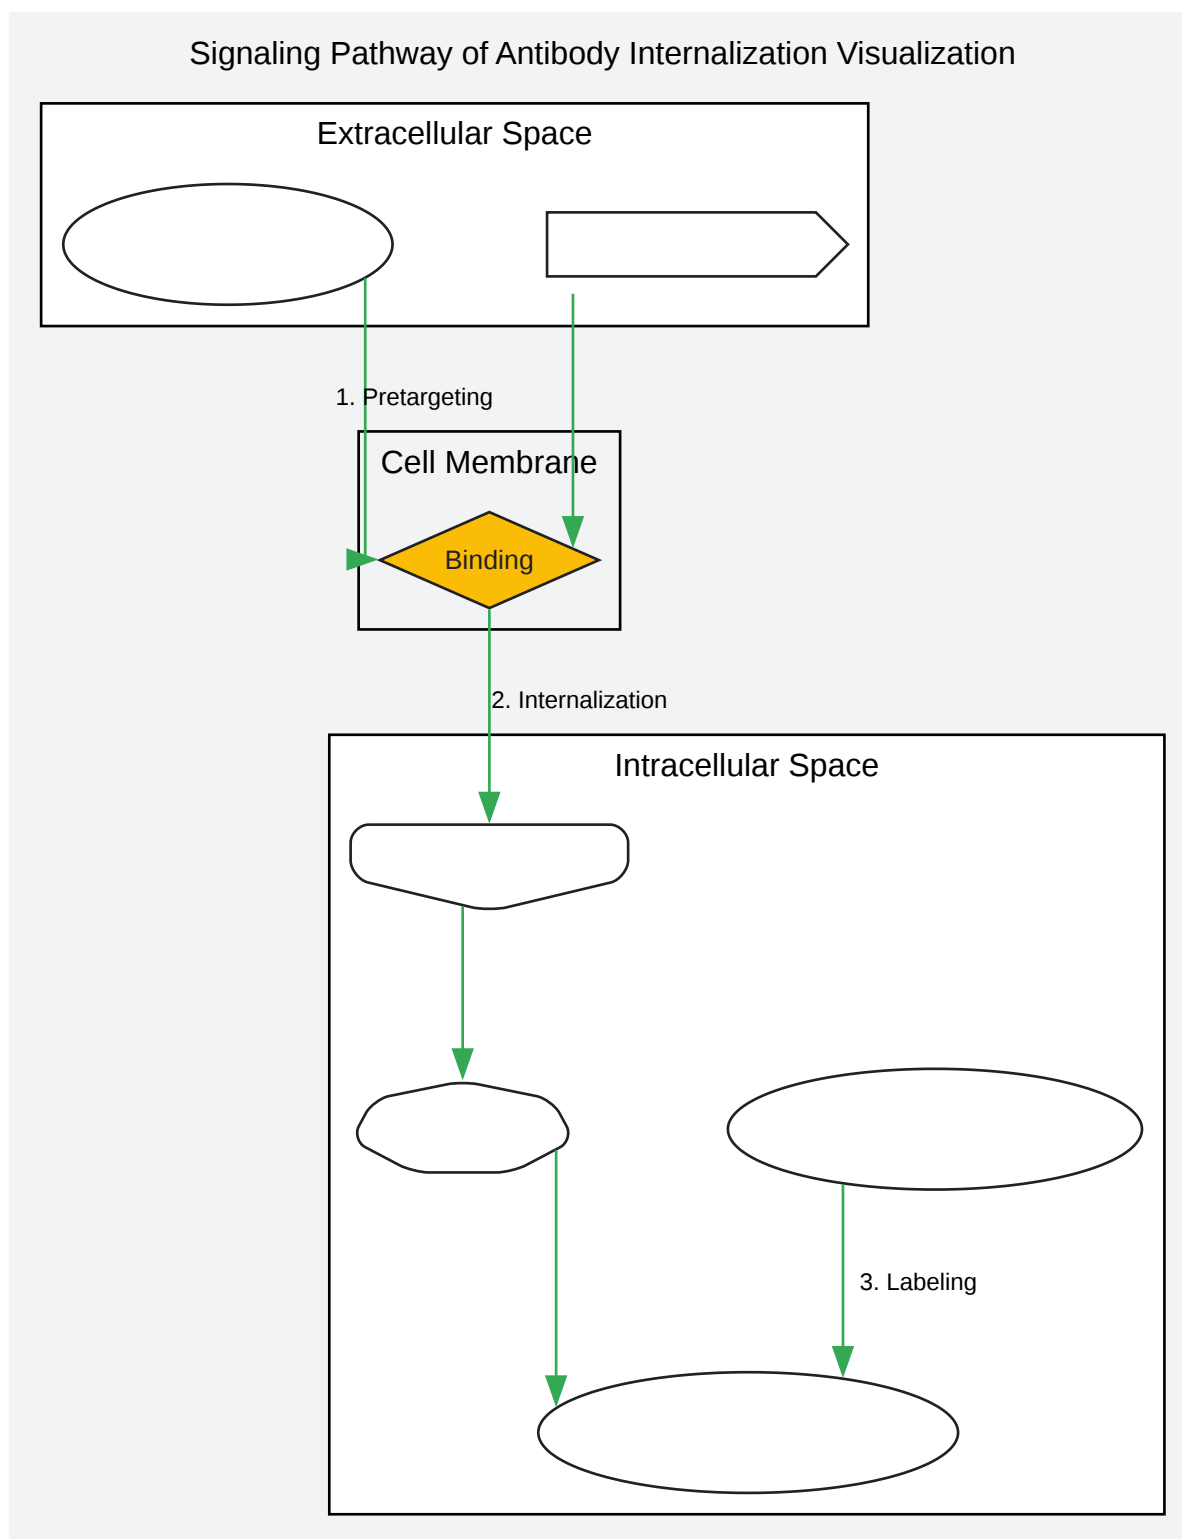 Signaling Pathway of Antibody Internalization Visualization
Extracellular Space
1. Pretargeting
Cell Membrane
Binding
2. Internalization
Intracellular Space
3. Labeling